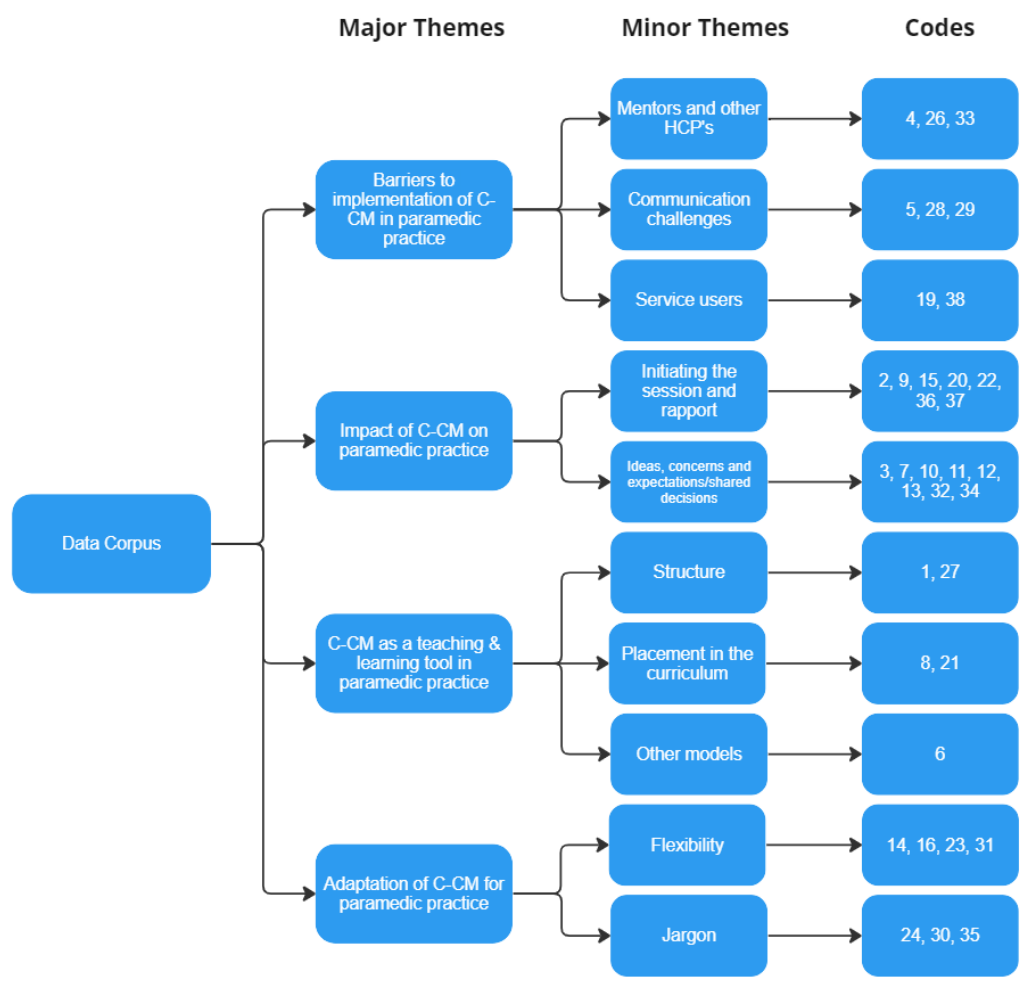 Major Themes
Minor Themes
Codes
Data Corpus
Barriers to
implementation of C-
CM in paramedic
practice
Mentors and other
HCP's
4, 26, 33
Communication
challenges
5, 28, 29
Service users
19, 38
Impact of C-CM on
paramedic practice
Initiating the
session and
rapport
2, 9, 15, 20, 22,
36, 37
Ideas, concerns and
expectations/shared
decisions
3, 7, 10, 11, 12,
13, 32, 34
C-CM as a teaching &
learning tool in
paramedic practice
Structure
1, 27
Placement in the
curriculum
8, 21
Other models
6
Adaptation of C-CM for
paramedic practice
Flexibility
14, 16, 23, 31
Jargon
24, 30, 35